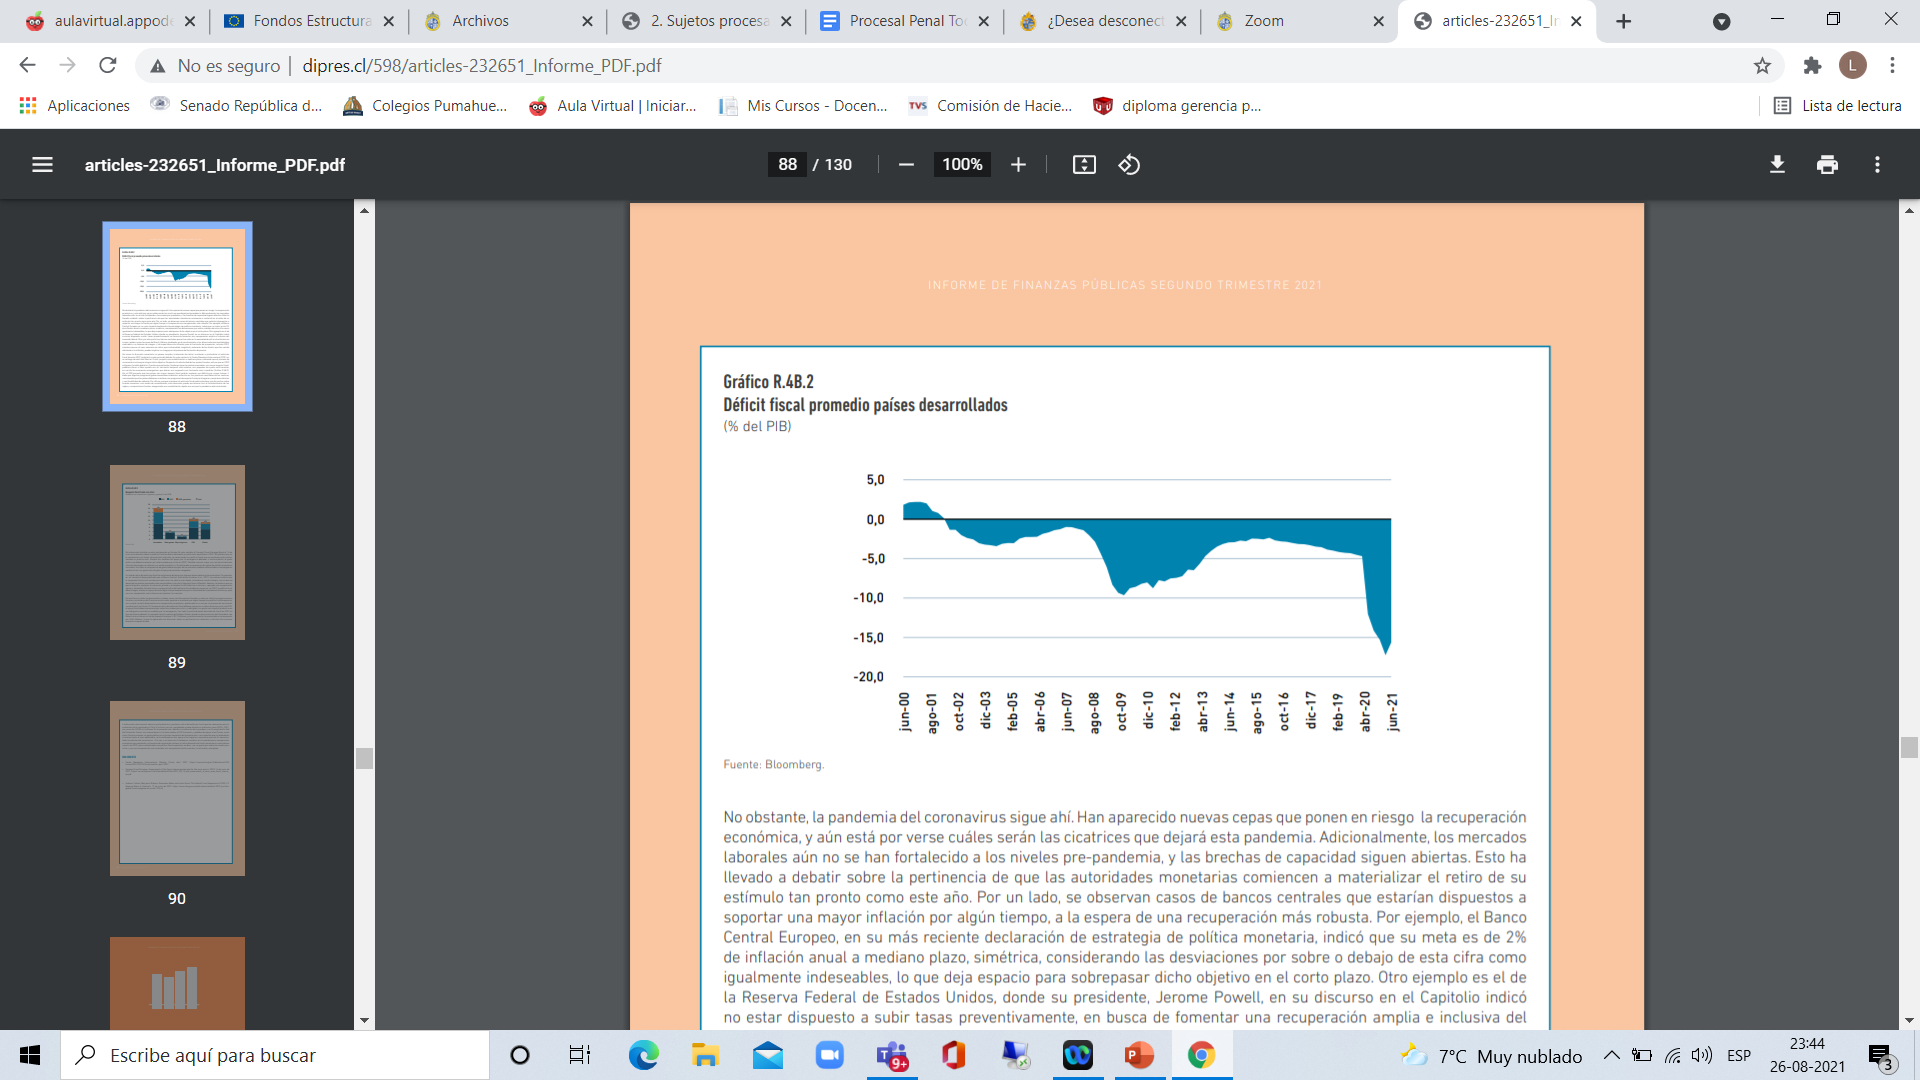 aulavirtual.appode
Fondos Estructura
Archivos
2. Sujetos procesa
Procesal Penal To
¿Desea desconect
Zoom
articles-232651_In
No es seguro
dipres.cl/598/articles-232651_Informe_PDF.pdf
L
Aplicaciones
Senado República d...
Colegios Pumahue...
Aula Virtual | Iniciar...
Mis Cursos - Docen...
TVS
Comisión de Hacie...
diploma gerencia p...
Lista de lectura
articles-232651_Informe_PDF.pdf
88 / 130
100%
88
89
90
INFORME DE FINANZAS PÚBLICAS SEGUNDO TRIMESTRE 2021
Gráfico R.4B.2
Déficit fiscal promedio países desarrollados
(% del PIB)
5,0
0,0
-5,0
-10,0
-15,0
-20,0
jun-00
ago-01
oct-02
dic-03
feb-05
abr-06
jun-07
ago-08
oct-09
dic-10
feb-12
abr-13
jun-14
ago-15
oct-16
dic-17
feb-19
abr-20
jun-21
Fuente: Bloomberg.
No obstante, la pandemia del coronavirus sigue ahí. Han aparecido nuevas cepas que ponen en riesgo la recuperación
económica, y aún está por verse cuáles serán las cicatrices que dejará esta pandemia. Adicionalmente, los mercados
laborales aún no se han fortalecido a los niveles pre-pandemia, y las brechas de capacidad siguen abiertas. Esto ha
llevado a debatir sobre la pertinencia de que las autoridades monetarias comiencen a materializar el retiro de su
estímulo tan pronto como este año. Por un lado, se observan casos de bancos centrales que estarían dispuestos a
soportar una mayor inflación por algún tiempo, a la espera de una recuperación más robusta. Por ejemplo, el Banco
Central Europeo, en su más reciente declaración de estrategia de política monetaria, indicó que su meta es de 2%
de inflación anual a mediano plazo, simétrica, considerando las desviaciones por sobre o debajo de esta cifra como
igualmente indeseables, lo que deja espacio para sobrepasar dicho objetivo en el corto plazo. Otro ejemplo es el de
la Reserva Federal de Estados Unidos, donde su presidente, Jerome Powell, en su discurso en el Capitolio indicó
no estar dispuesto a subir tasas preventivamente, en busca de fomentar una recuperación amplia e inclusiva del
Escribe aquí para buscar
9+
7°C Muy nublado
ESP
23:44
26-08-2021
3